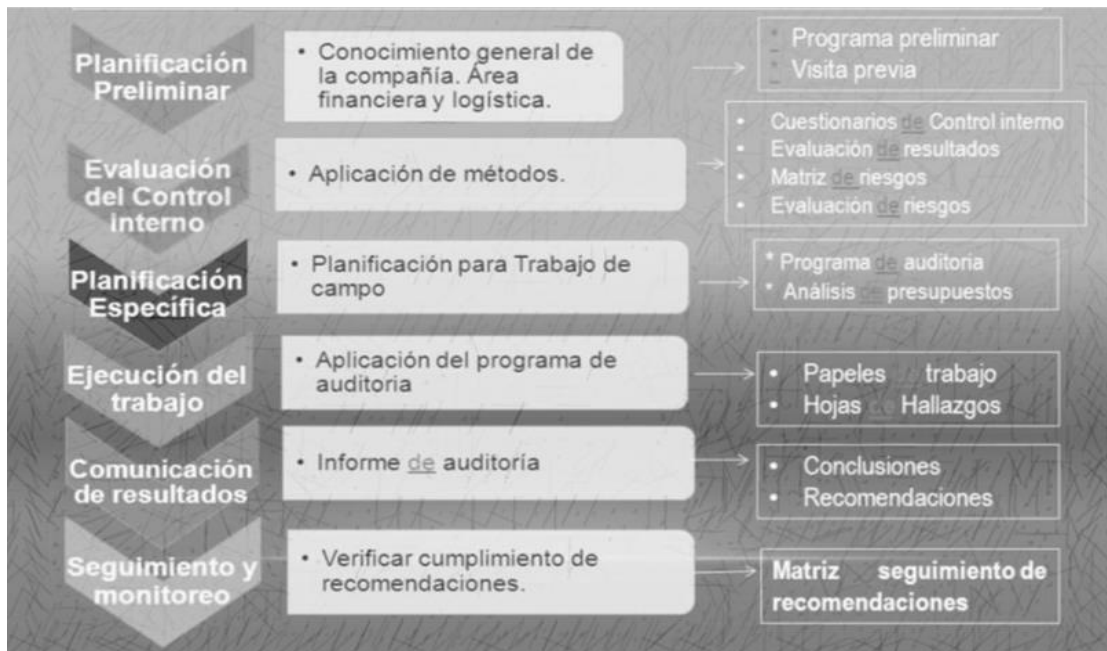 Planificación
Preliminar
• Conocimiento general de
la compañía. Área
financiera y logística.
* Programa preliminar
* Visita previa
Evaluación
del Control
interno
• Aplicación de métodos.
• Cuestionarios de Control interno
• Evaluación de resultados
• Matriz de riesgos
• Evaluación de riesgos
Planificación
Específica
• Planificación para Trabajo de
campo
* Programa de auditoria
* Análisis de presupuestos
Ejecución del
trabajo
• Aplicación del programa de
auditoria
• Papeles de trabajo
• Hojas de Hallazgos
Comunicación
de resultados
• Informe de auditoría
• Conclusiones
• Recomendaciones
Seguimiento y
monitoreo
• Verificar cumplimiento de
recomendaciones.
Matriz seguimiento de
recomendaciones